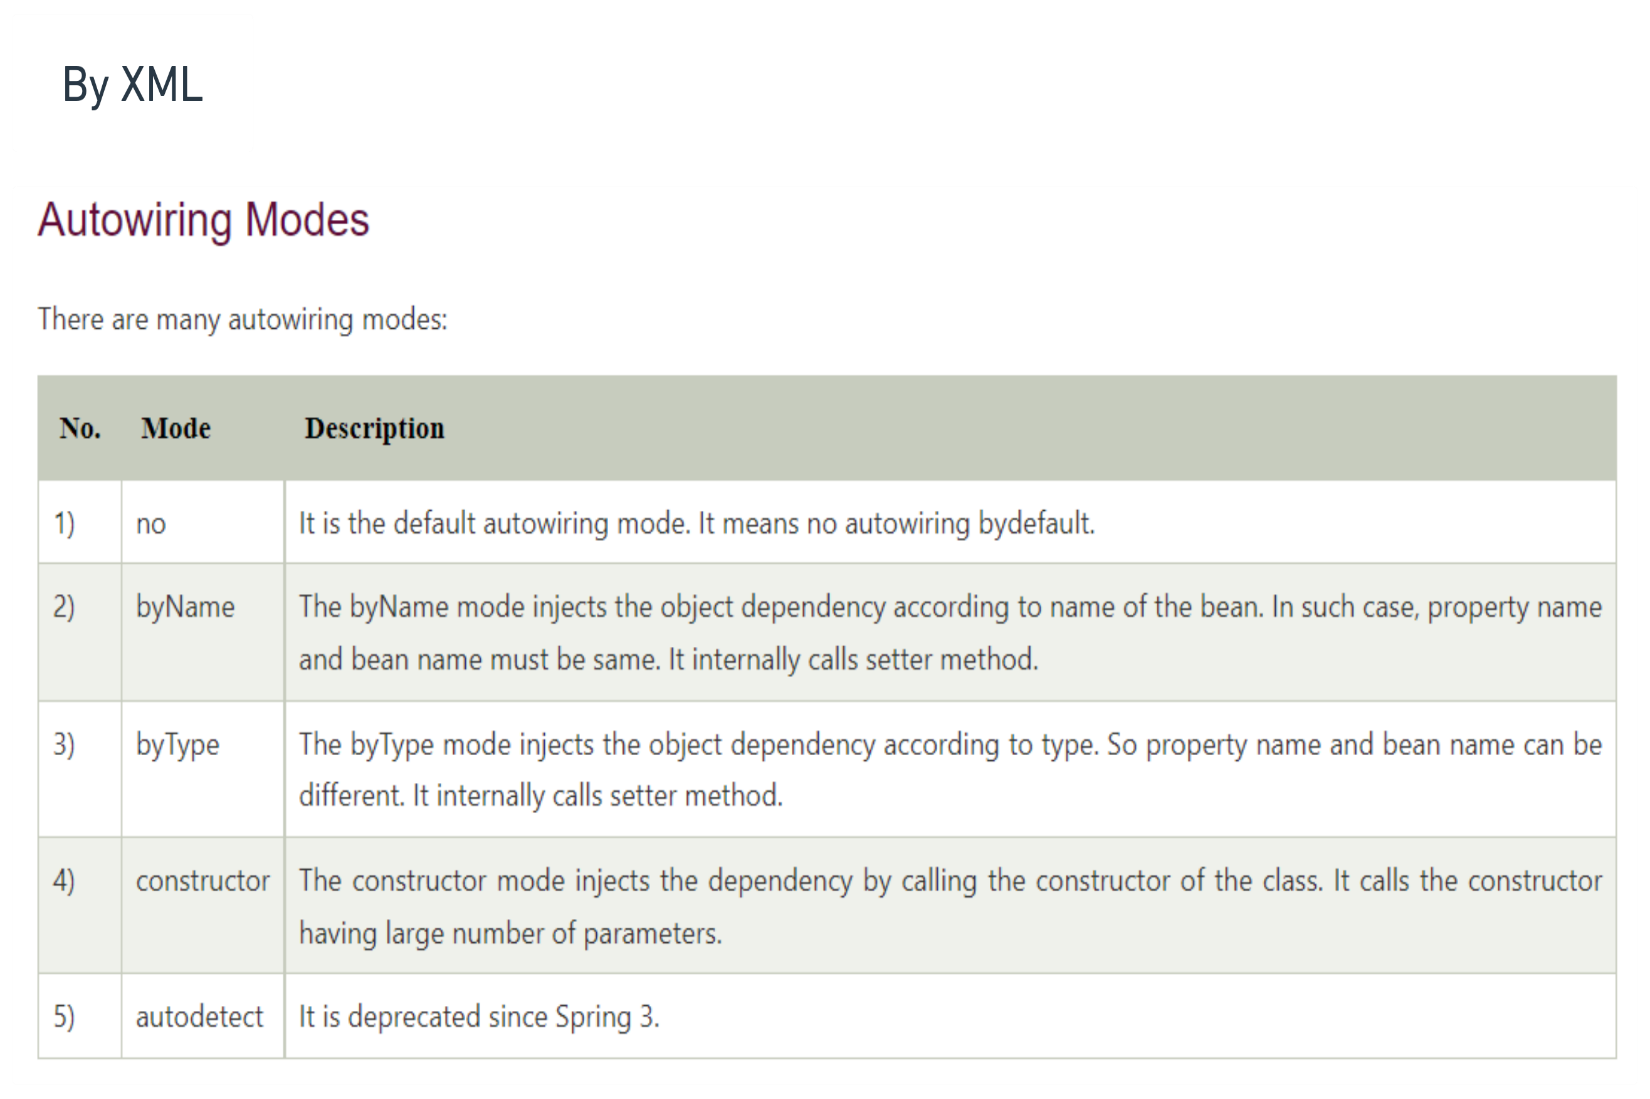 By XML
Autowiring Modes
There are many autowiring modes:
No. Mode Description
1) no It is the default autowiring mode. It means no autowiring bydefault.
2) byName The byName mode injects the object dependency according to name of the bean. In such case, property name
and bean name must be same. It internally calls setter method.
3) byType The byType mode injects the object dependency according to type. So property name and bean name can be
different. It internally calls setter method.
4) constructor The constructor mode injects the dependency by calling the constructor of the class. It calls the constructor
having large number of parameters.
5) autodetect It is deprecated since Spring 3.